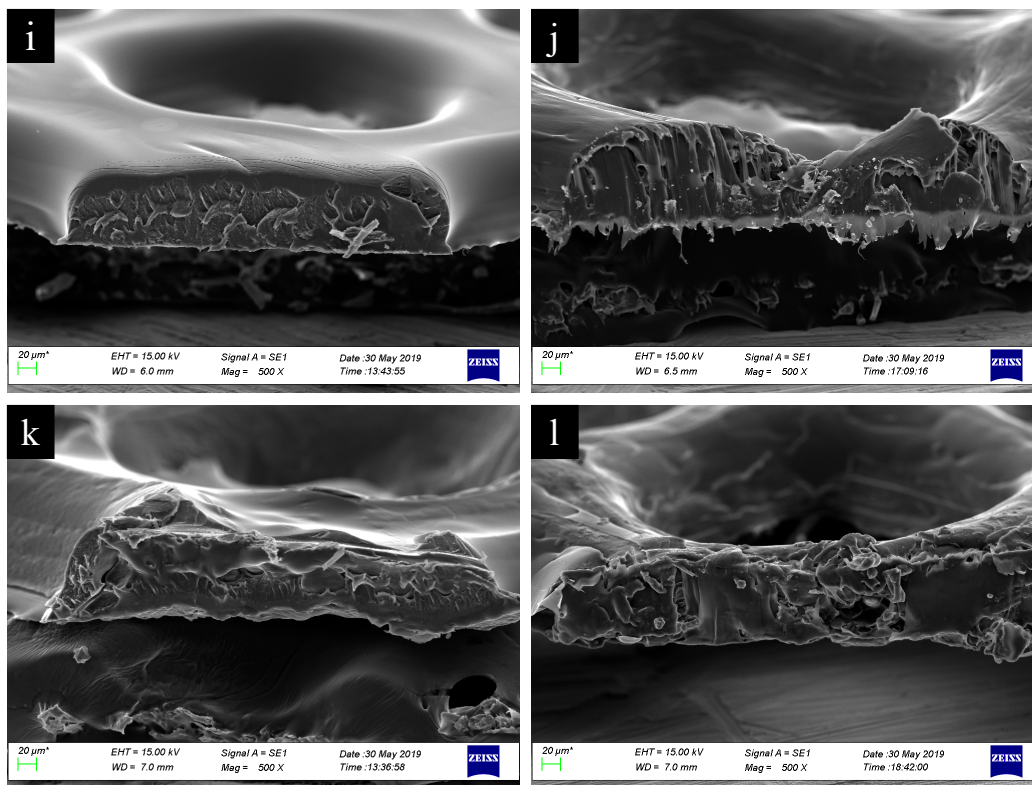 i
20 µm*
EHT = 15.00 kV
Signal A = SE1
Date :30 May 2019
WD = 6.0 mm
Mag = 500 X
Time :13:43:55
ZEISS
j
20 µm*
EHT = 15.00 kV
Signal A = SE1
Date :30 May 2019
WD = 6.5 mm
Mag = 500 X
Time :17:09:16
ZEISS
k
20 µm*
EHT = 15.00 kV
Signal A = SE1
Date :30 May 2019
WD = 7.0 mm
Mag = 500 X
Time :13:36:58
ZEISS
l
20 µm*
EHT = 15.00 kV
Signal A = SE1
Date :30 May 2019
WD = 7.0 mm
Mag = 500 X
Time :18:42:00
ZEISS